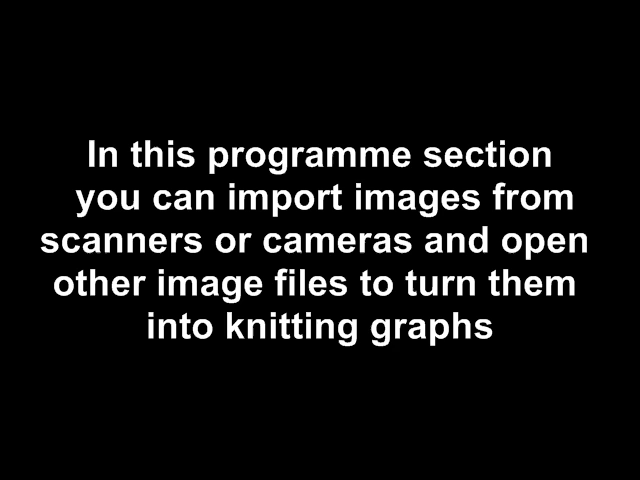 In this programme section
you can import images from
scanners or cameras and open
other image files to turn them
into knitting graphs